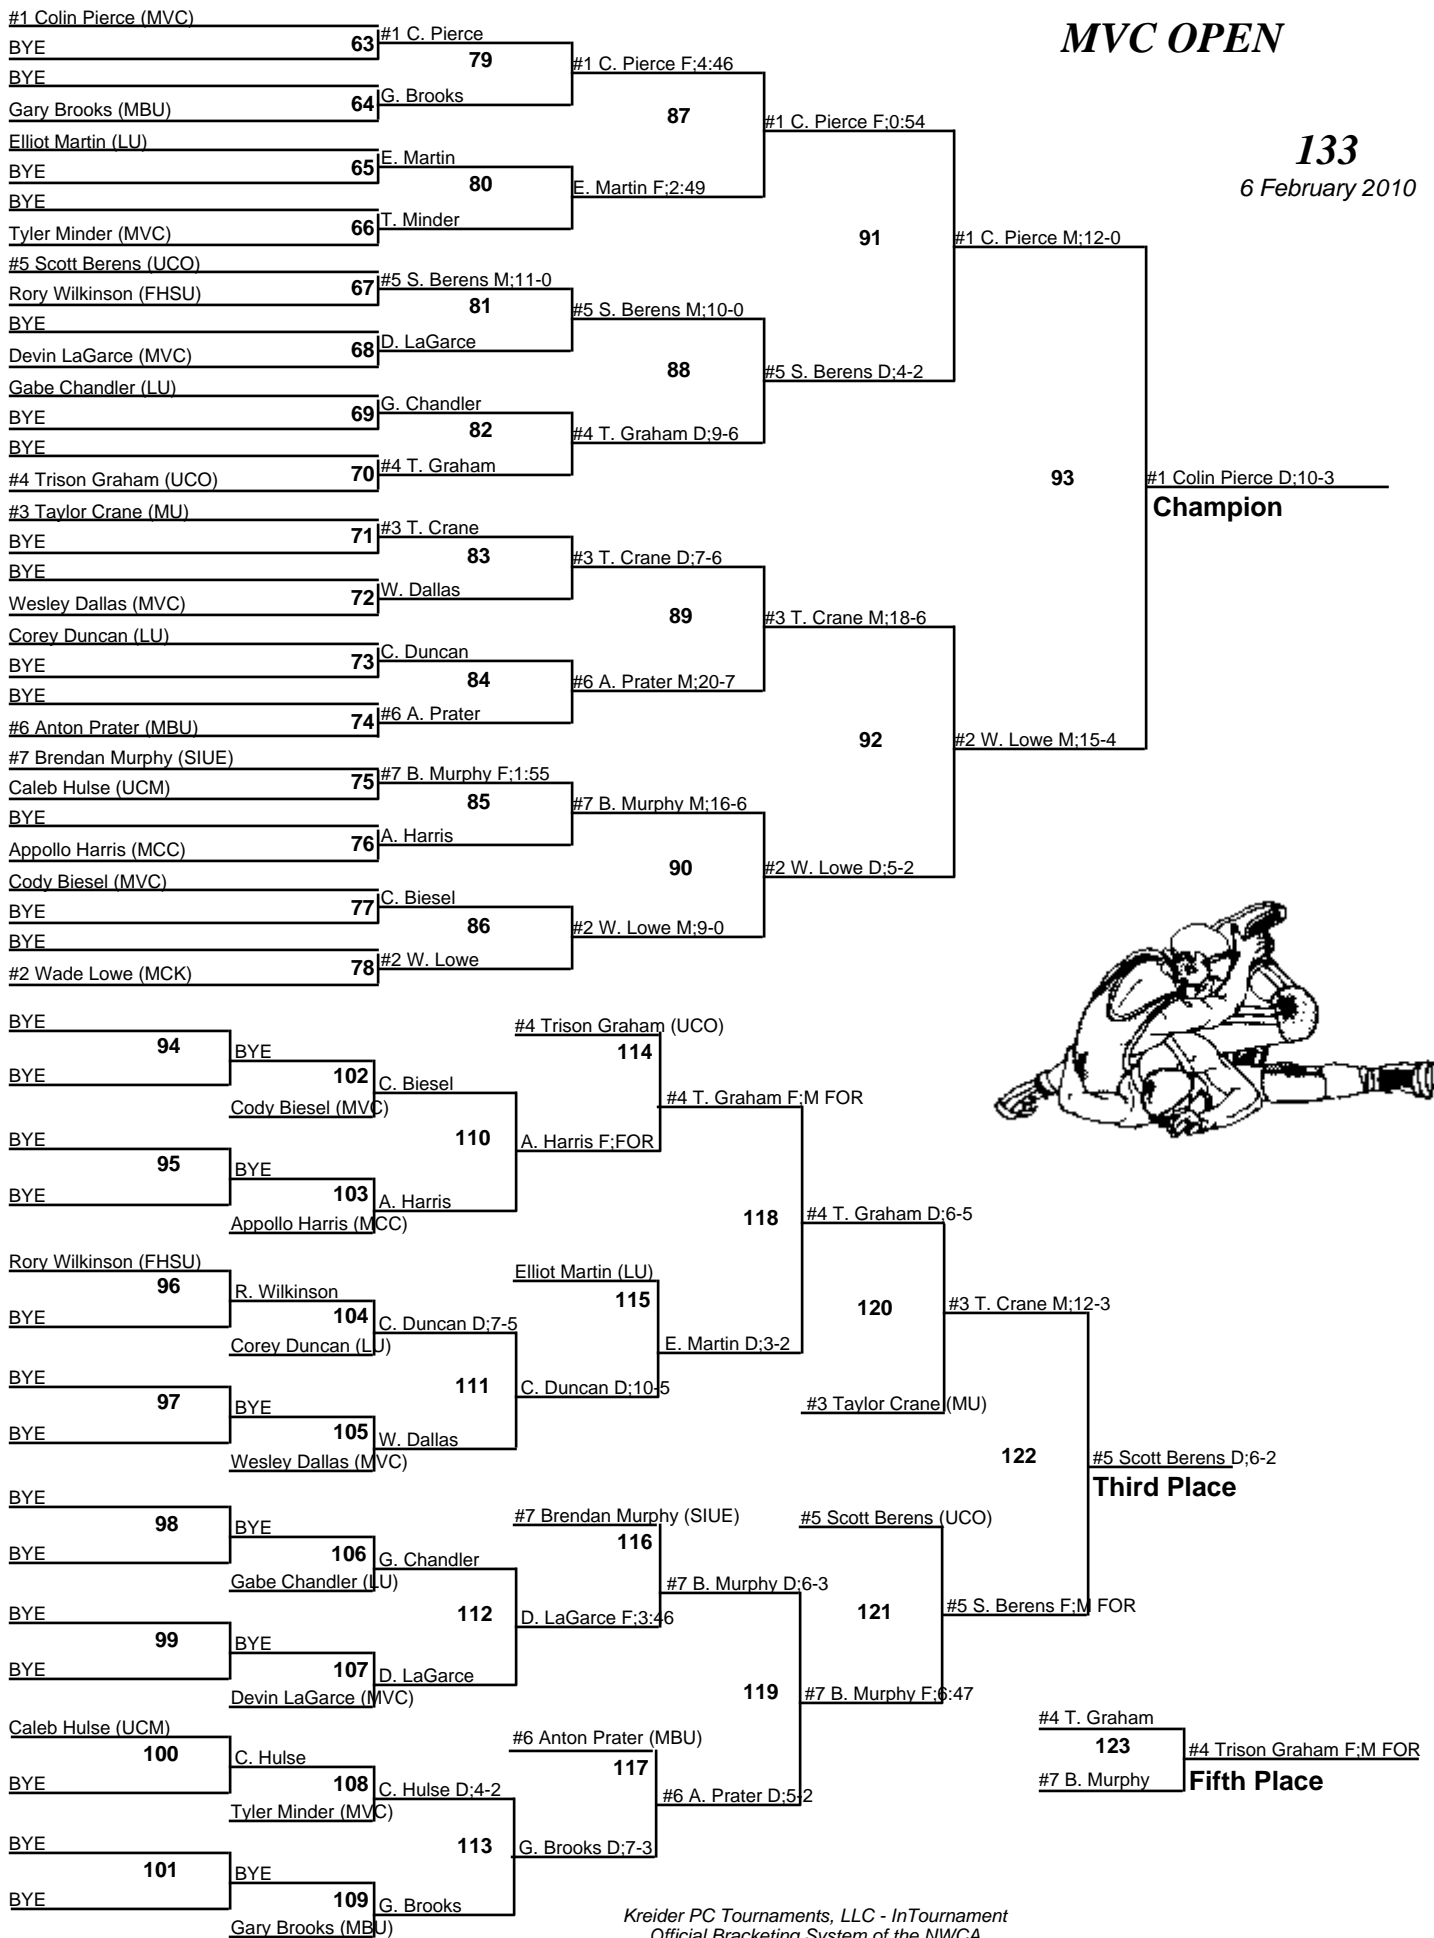 MVC OPEN
133
6 February 2010
#1 Colin Pierce (MVC)
BYE
63
#1 C. Pierce
79
BYE
Gary Brooks (MBU)
64
G. Brooks
#1 C. Pierce F;4:46
87
Elliot Martin (LU)
BYE
65
E. Martin
80
BYE
Tyler Minder (MVC)
66
T. Minder
E. Martin F;2:49
#1 C. Pierce F;0:54
91
#5 Scott Berens (UCO)
Rory Wilkinson (FHSU)
67
#5 S. Berens M;11-0
81
BYE
Devin LaGarce (MVC)
68
D. LaGarce
#5 S. Berens M;10-0
88
Gabe Chandler (LU)
BYE
69
G. Chandler
82
BYE
#4 Trison Graham (UCO)
70
#4 T. Graham
#4 T. Graham D;9-6
#5 S. Berens D;4-2
#1 C. Pierce M;12-0
93
#1 Colin Pierce D;10-3
Champion
#3 Taylor Crane (MU)
BYE
71
#3 T. Crane
83
BYE
Wesley Dallas (MVC)
72
W. Dallas
#3 T. Crane D;7-6
89
Corey Duncan (LU)
BYE
73
C. Duncan
84
BYE
#6 Anton Prater (MBU)
74
#6 A. Prater
#6 A. Prater M;20-7
#3 T. Crane M;18-6
92
#7 Brendan Murphy (SIUE)
Caleb Hulse (UCM)
75
#7 B. Murphy F;1:55
85
BYE
Appollo Harris (MCC)
76
A. Harris
#7 B. Murphy M;16-6
90
Cody Biesel (MVC)
BYE
77
C. Biesel
86
BYE
#2 Wade Lowe (MCK)
78
#2 W. Lowe
#2 W. Lowe M;9-0
#2 W. Lowe D;5-2
#2 W. Lowe M;15-4
BYE
94
BYE
BYE
102
Cody Biesel (MVC)
C. Biesel
110
BYE
95
BYE
BYE
103
Appollo Harris (MCC)
A. Harris
A. Harris F;FOR
#4 Trison Graham (UCO)
114
#4 T. Graham F;M FOR
118
Rory Wilkinson (FHSU)
96
BYE
R. Wilkinson
104
Corey Duncan (LU)
C. Duncan D;7-5
111
BYE
97
BYE
BYE
105
Wesley Dallas (MVC)
W. Dallas
C. Duncan D;10-5
Elliot Martin (LU)
115
E. Martin D;3-2
#4 T. Graham D;6-5
120
#3 Taylor Crane (MU)
#3 T. Crane M;12-3
122
#5 Scott Berens D;6-2
Third Place
BYE
98
BYE
BYE
106
Gabe Chandler (LU)
G. Chandler
112
BYE
99
BYE
BYE
107
Devin LaGarce (MVC)
D. LaGarce
D. LaGarce F;3:46
#7 Brendan Murphy (SIUE)
116
#7 B. Murphy D;6-3
119
#5 Scott Berens (UCO)
121
#5 S. Berens F;M FOR
#7 B. Murphy F;6:47
Caleb Hulse (UCM)
100
BYE
C. Hulse
108
Tyler Minder (MVC)
C. Hulse D;4-2
113
BYE
101
BYE
BYE
109
Gary Brooks (MBU)
G. Brooks
G. Brooks D;7-3
#6 Anton Prater (MBU)
117
#6 A. Prater D;5-2
#4 T. Graham
123
#7 B. Murphy
#4 Trison Graham F;M FOR
Fifth Place
Kreider PC Tournaments, LLC - InTournament
Official Bracketing System of the NWCA